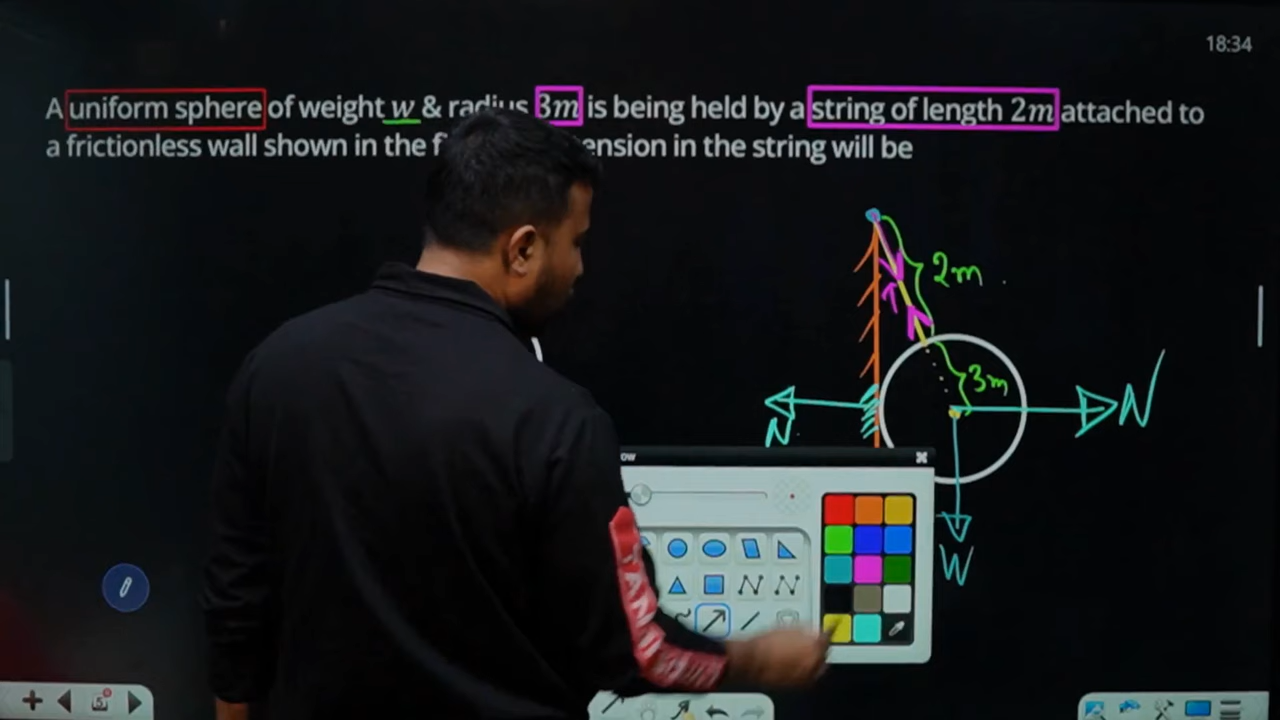 18:34
A uniform sphere of weight w & radius 3m is being held by a string of length 2m attached to
a frictionless wall shown in the f ension in the string will be
2m
3m
N
N
W